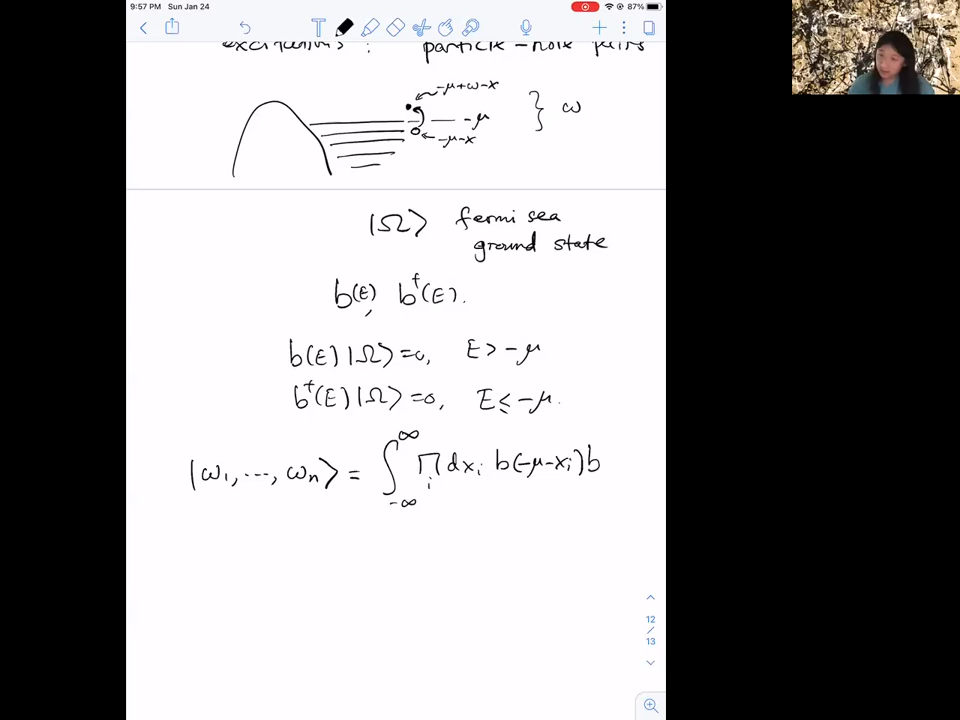 9:57 PM Sun Jan 24
87%
excitations : particle-hole pairs
-μ+ω-x
-μ
} ω
-μ-x
|Ω⟩ fermi sea
ground state
b(E), b†(E).
b(E)|Ω⟩=0, E > -μ
b†(E)|Ω⟩=0, E ≤ -μ.
|ω₁, ..., ωₙ⟩ = ∫_{-∞}^{∞} ∏_i dx_i b(-μ-x_i)b
12
/
13